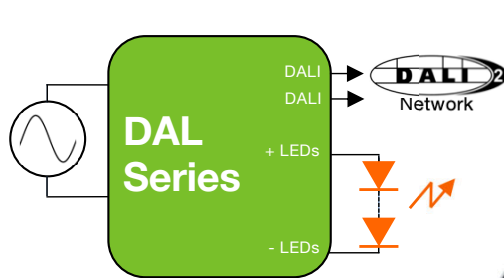 DALI
DALI
DALI 2
Network
DAL
Series
+ LEDs
- LEDs